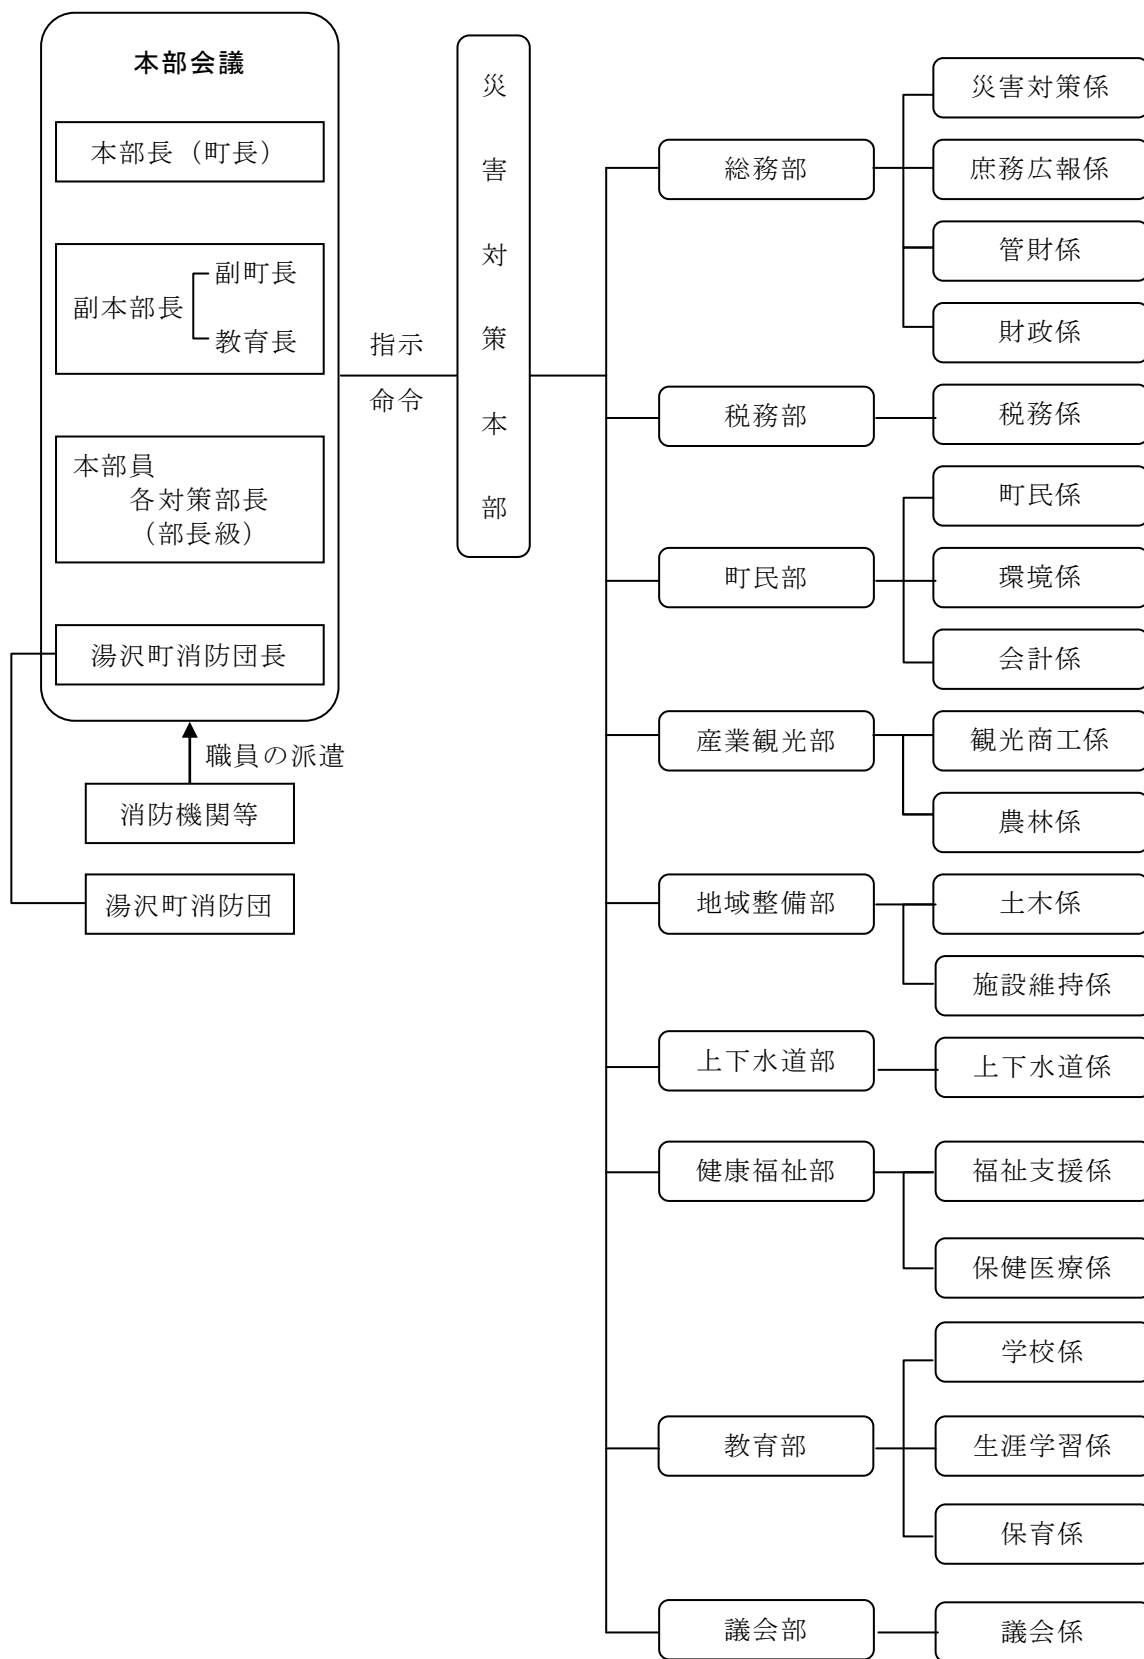 本部会議
本部長（町長）
副本部長
副町長
教育長
本部員
各対策部長
（部長級）
湯沢町消防団長
職員の派遣
消防機関等
湯沢町消防団
指示
命令
災害対策本部
総務部
災害対策係
庶務広報係
管財係
財政係
税務部
税務係
町民部
町民係
環境係
会計係
産業観光部
観光商工係
農林係
地域整備部
土木係
施設維持係
上下水道部
上下水道係
健康福祉部
福祉支援係
保健医療係
教育部
学校係
生涯学習係
保育係
議会部
議会係